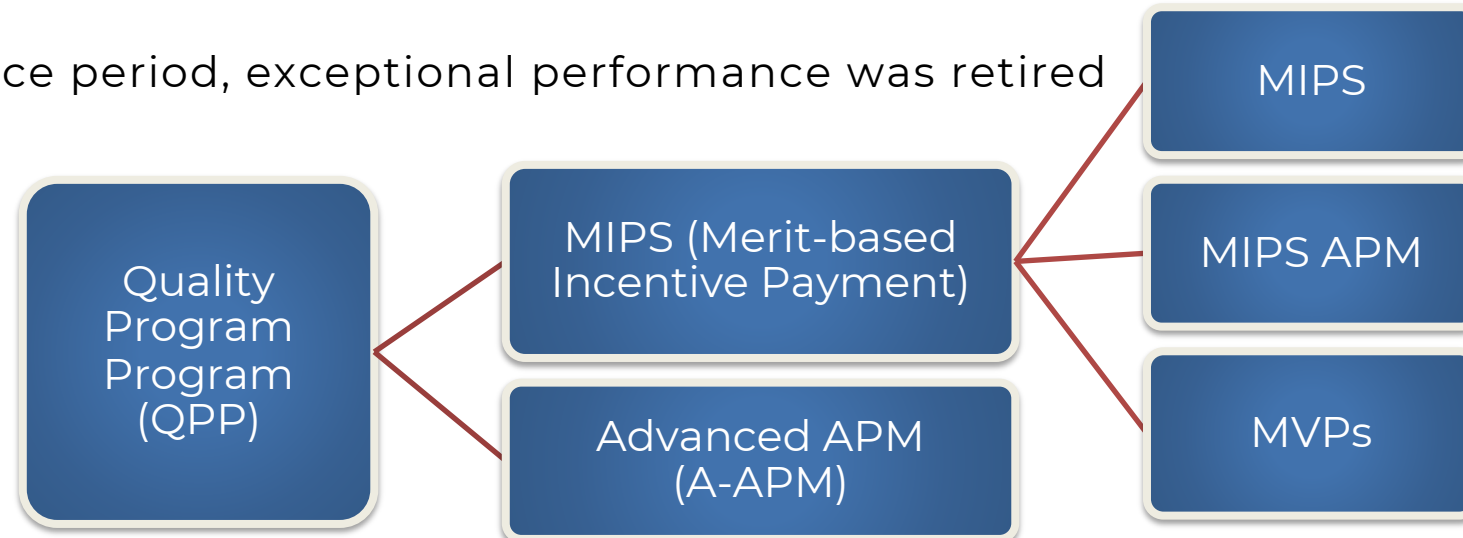 ce period, exceptional performance was retired
Quality
Program
Program
(QPP)
MIPS (Merit-based
Incentive Payment)
Advanced APM
(A-APM)
MIPS
MIPS APM
MVPs